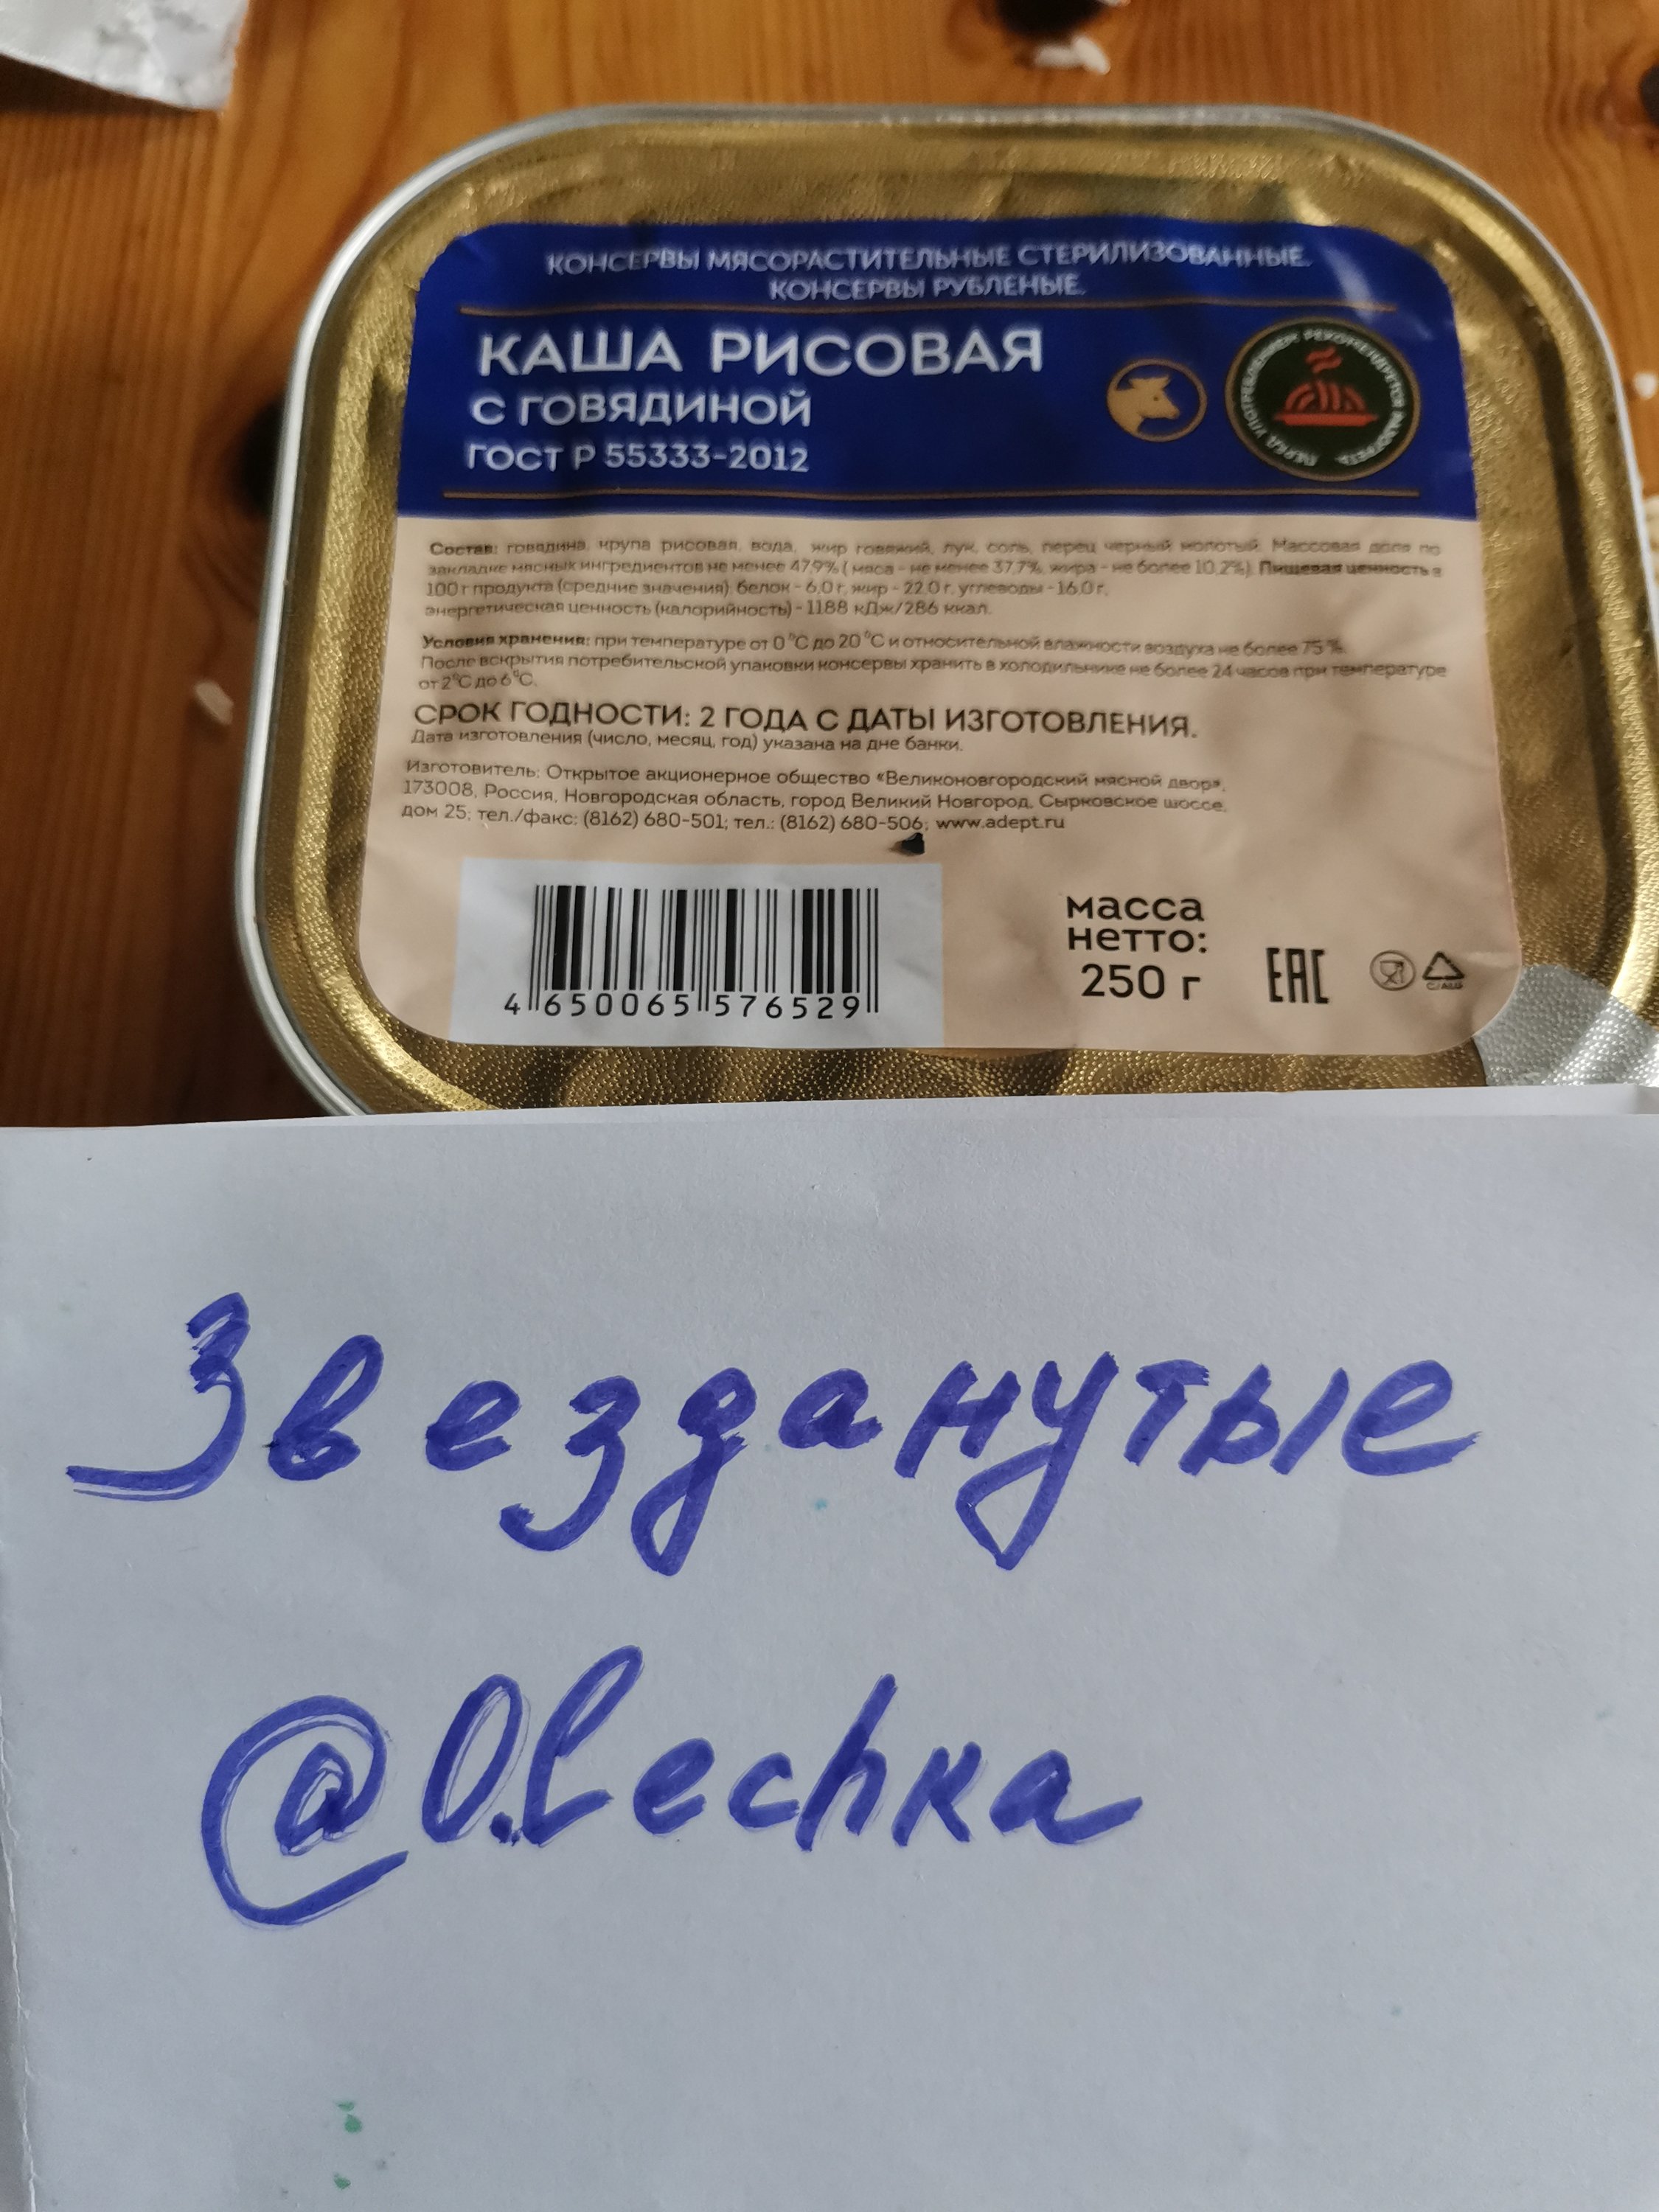 КОНСЕРВЫ МЯСОРАСТИТЕЛЬНЫЕ СТЕРИЛИЗОВАННЫЕ.
КОНСЕРВЫ РУБЛЕНЫЕ.
КАША РИСОВАЯ
С ГОВЯДИНОЙ
ГОСТ Р 55333-2012
ПЕРЕД УПОТРЕБЛЕНИЕМ РЕКОМЕНДУЕТСЯ РАЗОГРЕТЬ
Состав: говядина, крупа рисовая, вода, жир говяжий, лук, соль, перец черный молотый. Массовая доля по
закладке мясных ингредиентов не менее 47,9% ( мяса - не менее 37,7%, жира - не более 10,2%). Пищевая ценность в
100 г продукта (средние значения): белок - 6,0 г, жир - 22,0 г, углеводы - 16,0 г,
энергетическая ценность (калорийность) - 1188 кДж/286 ккал.
Условия хранения: при температуре от 0 °С до 20 °С и относительной влажности воздуха не более 75 %.
После вскрытия потребительской упаковки консервы хранить в холодильнике не более 24 часов при температуре
от 2°С до 6°С.
СРОК ГОДНОСТИ: 2 ГОДА С ДАТЫ ИЗГОТОВЛЕНИЯ.
Дата изготовления (число, месяц, год) указана на дне банки.
Изготовитель: Открытое акционерное общество «Великоновгородский мясной двор»,
173008, Россия, Новгородская область, город Великий Новгород, Сырковское шоссе,
дом 25; тел./факс: (8162) 680-501; тел.: (8162) 680-506; www.adept.ru
4 650065 576529
масса
нетто:
250 г
EAC
C/ALU
Звезданутые
@O.lechka